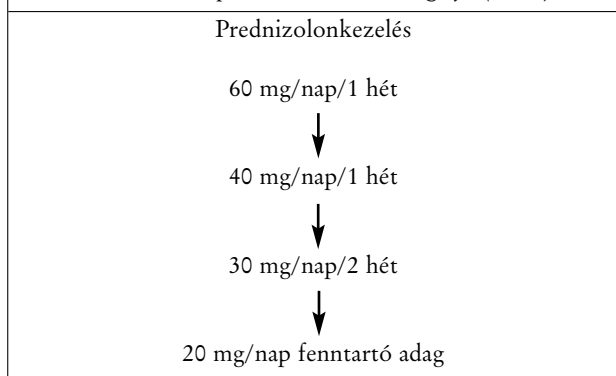 Prednizolonkezelés
60 mg/nap/1 hét
40 mg/nap/1 hét
30 mg/nap/2 hét
20 mg/nap fenntartó adag